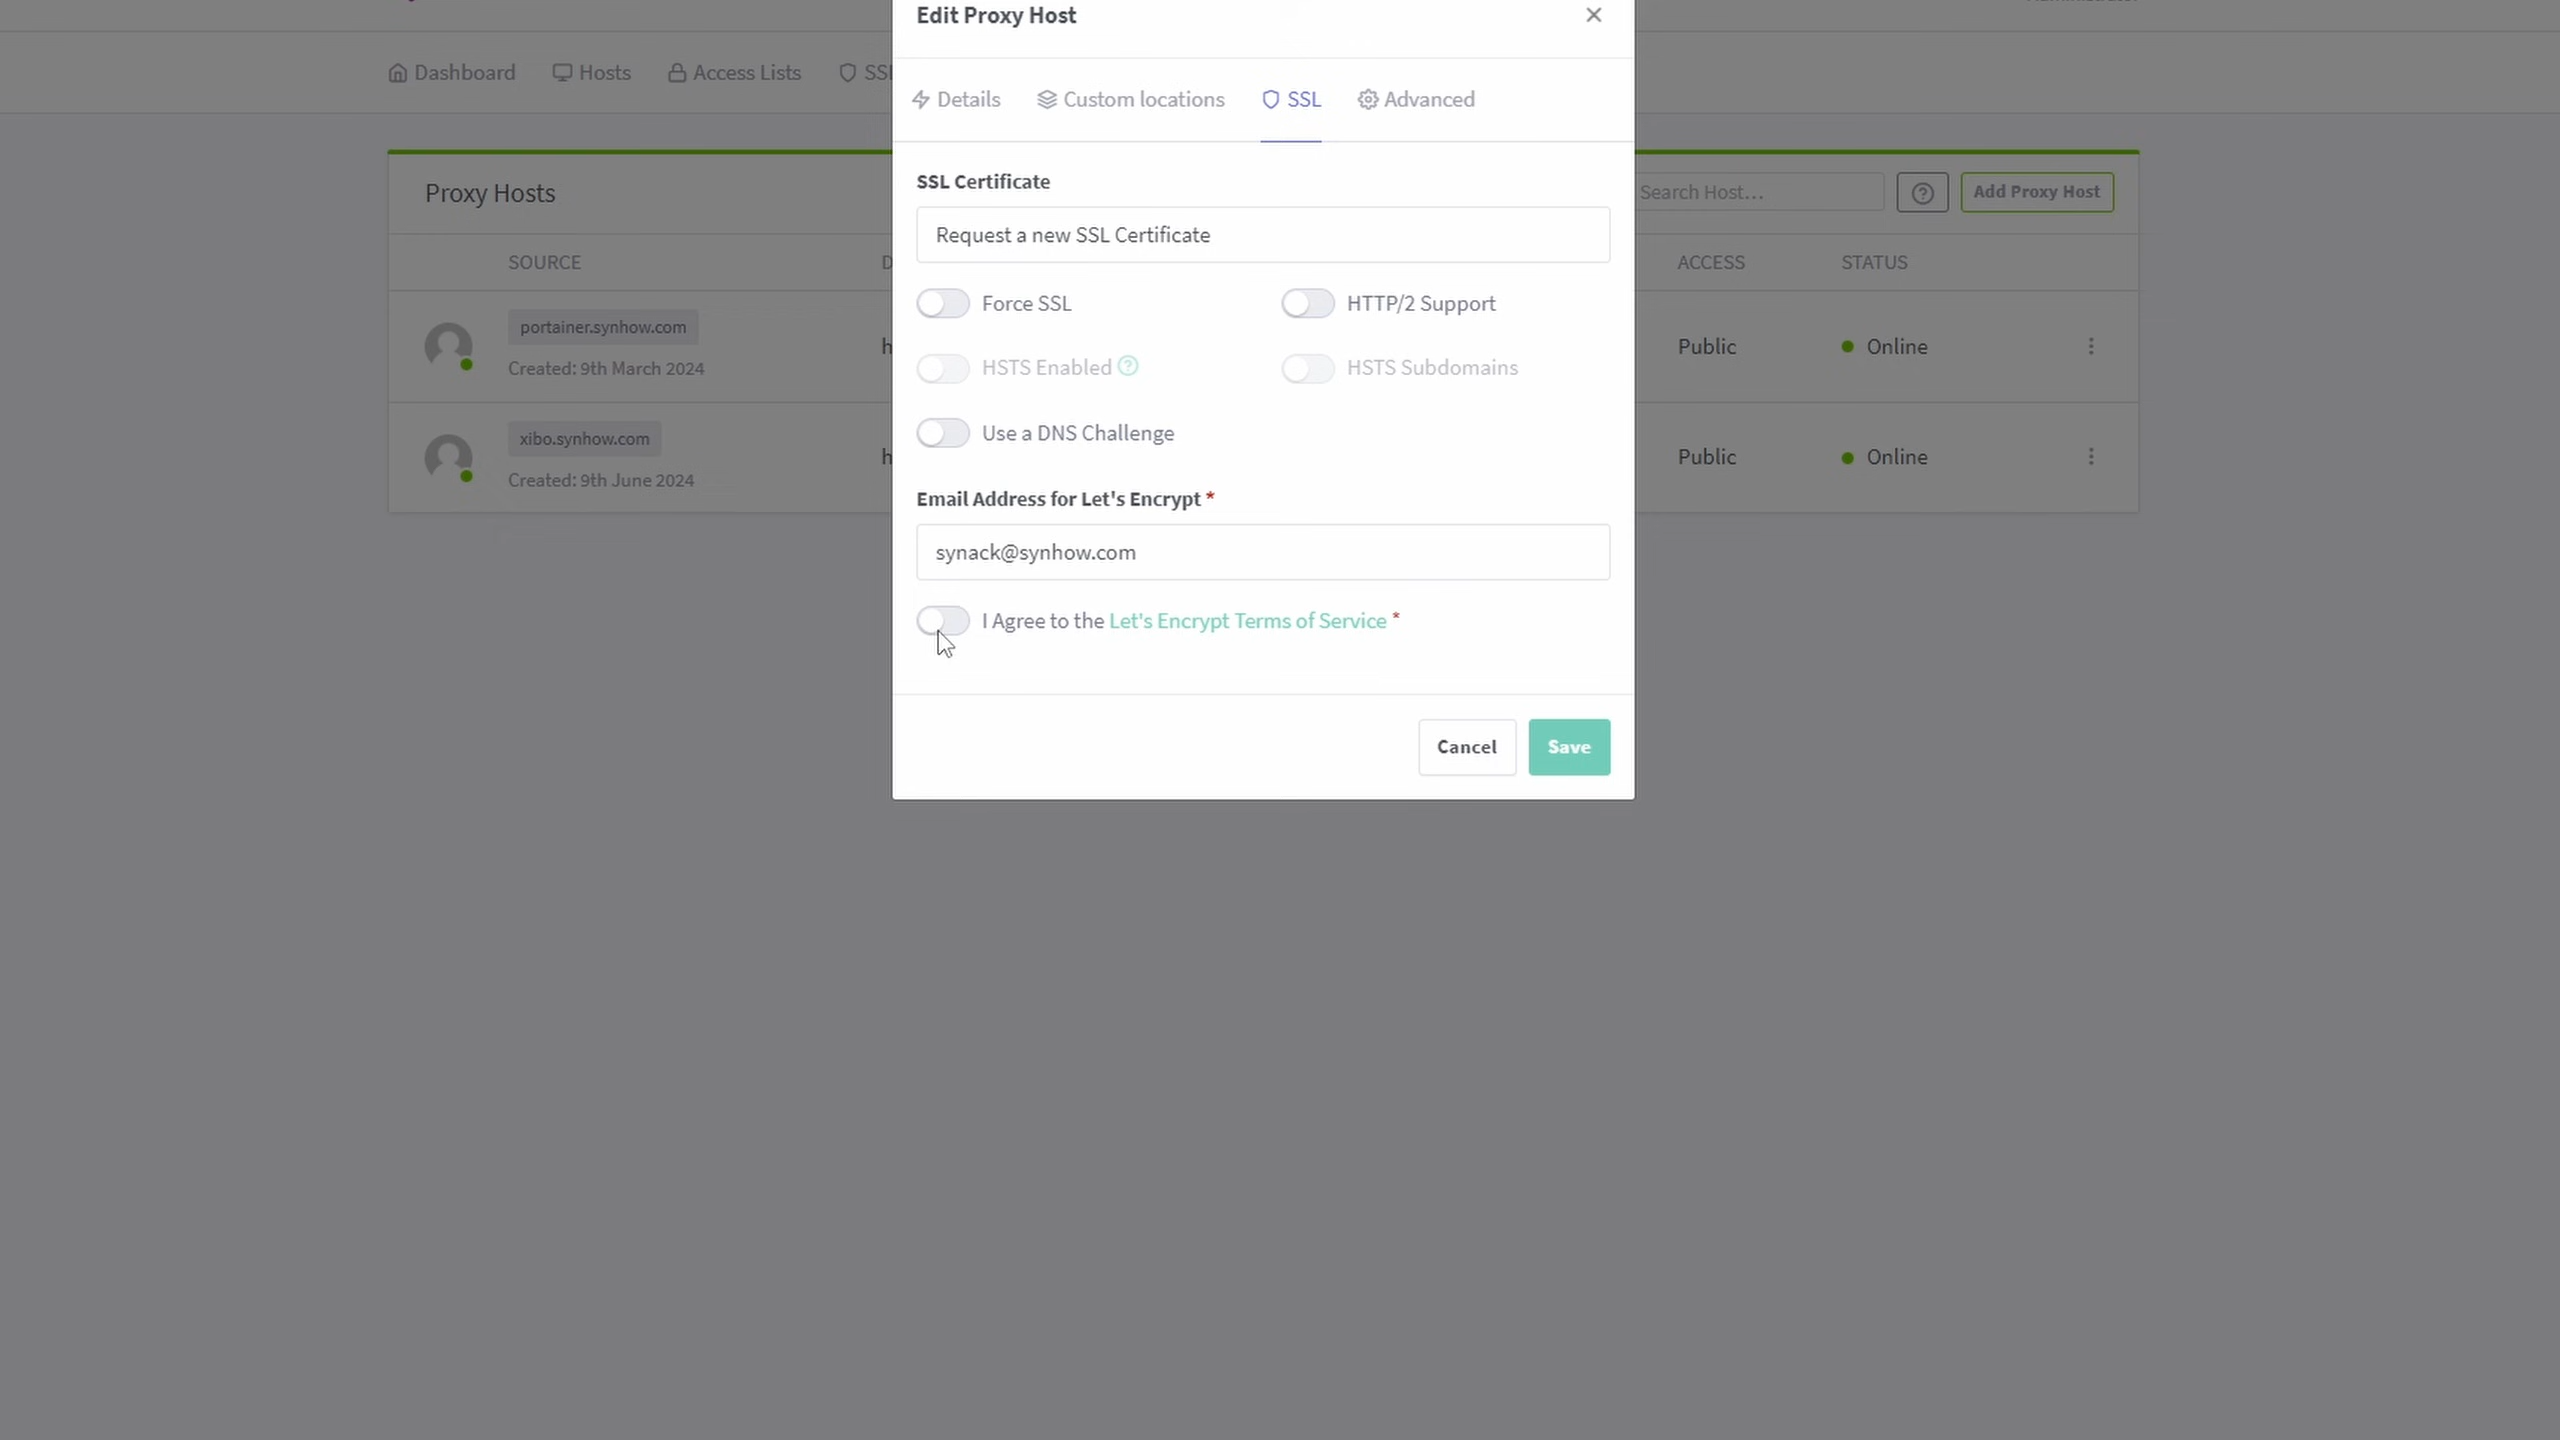 Edit Proxy Host
Dashboard Hosts Access Lists SSL
Details Custom locations SSL Advanced
SSL Certificate
Proxy Hosts
Search Host...
Add Proxy Host
Request a new SSL Certificate
SOURCE ACCESS STATUS
Force SSL HTTP/2 Support
portainer.synhow.com
Public Online
Created: 9th March 2024
HSTS Enabled HSTS Subdomains
Use a DNS Challenge
xibo.synhow.com
Public Online
Created: 9th June 2024
Email Address for Let's Encrypt *
synack@synhow.com
I Agree to the Let's Encrypt Terms of Service *
Cancel Save